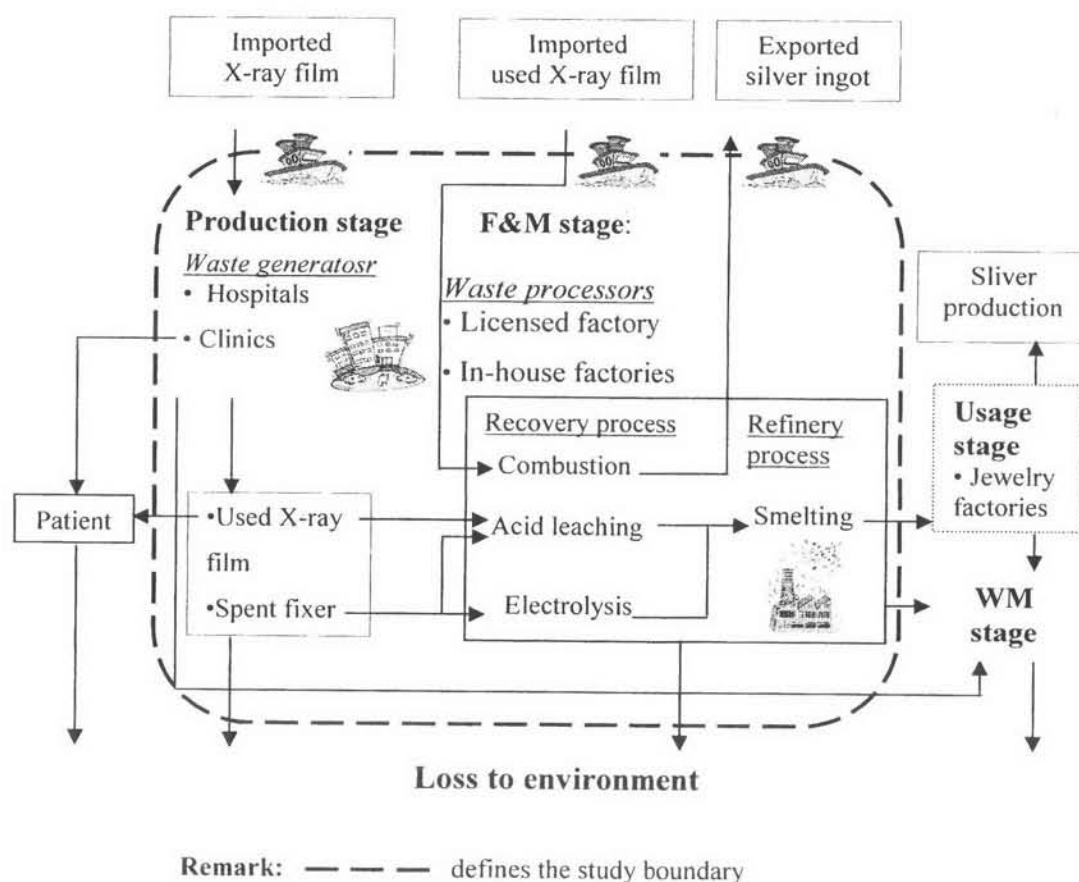 Imported
X-ray film
Imported
used X-ray film
Exported
silver ingot
Production stage
Waste generatosr
• Hospitals
• Clinics
F&M stage:
Waste processors
• Licensed factory
• In-house factories
Sliver
production
Usage
stage
• Jewelry
factories
Recovery process
Combustion
Acid leaching
Electrolysis
Refinery
process
Smelting
Patient
•Used X-ray
film
•Spent fixer
WM
stage
Loss to environment
Remark: — — — — defines the study boundary